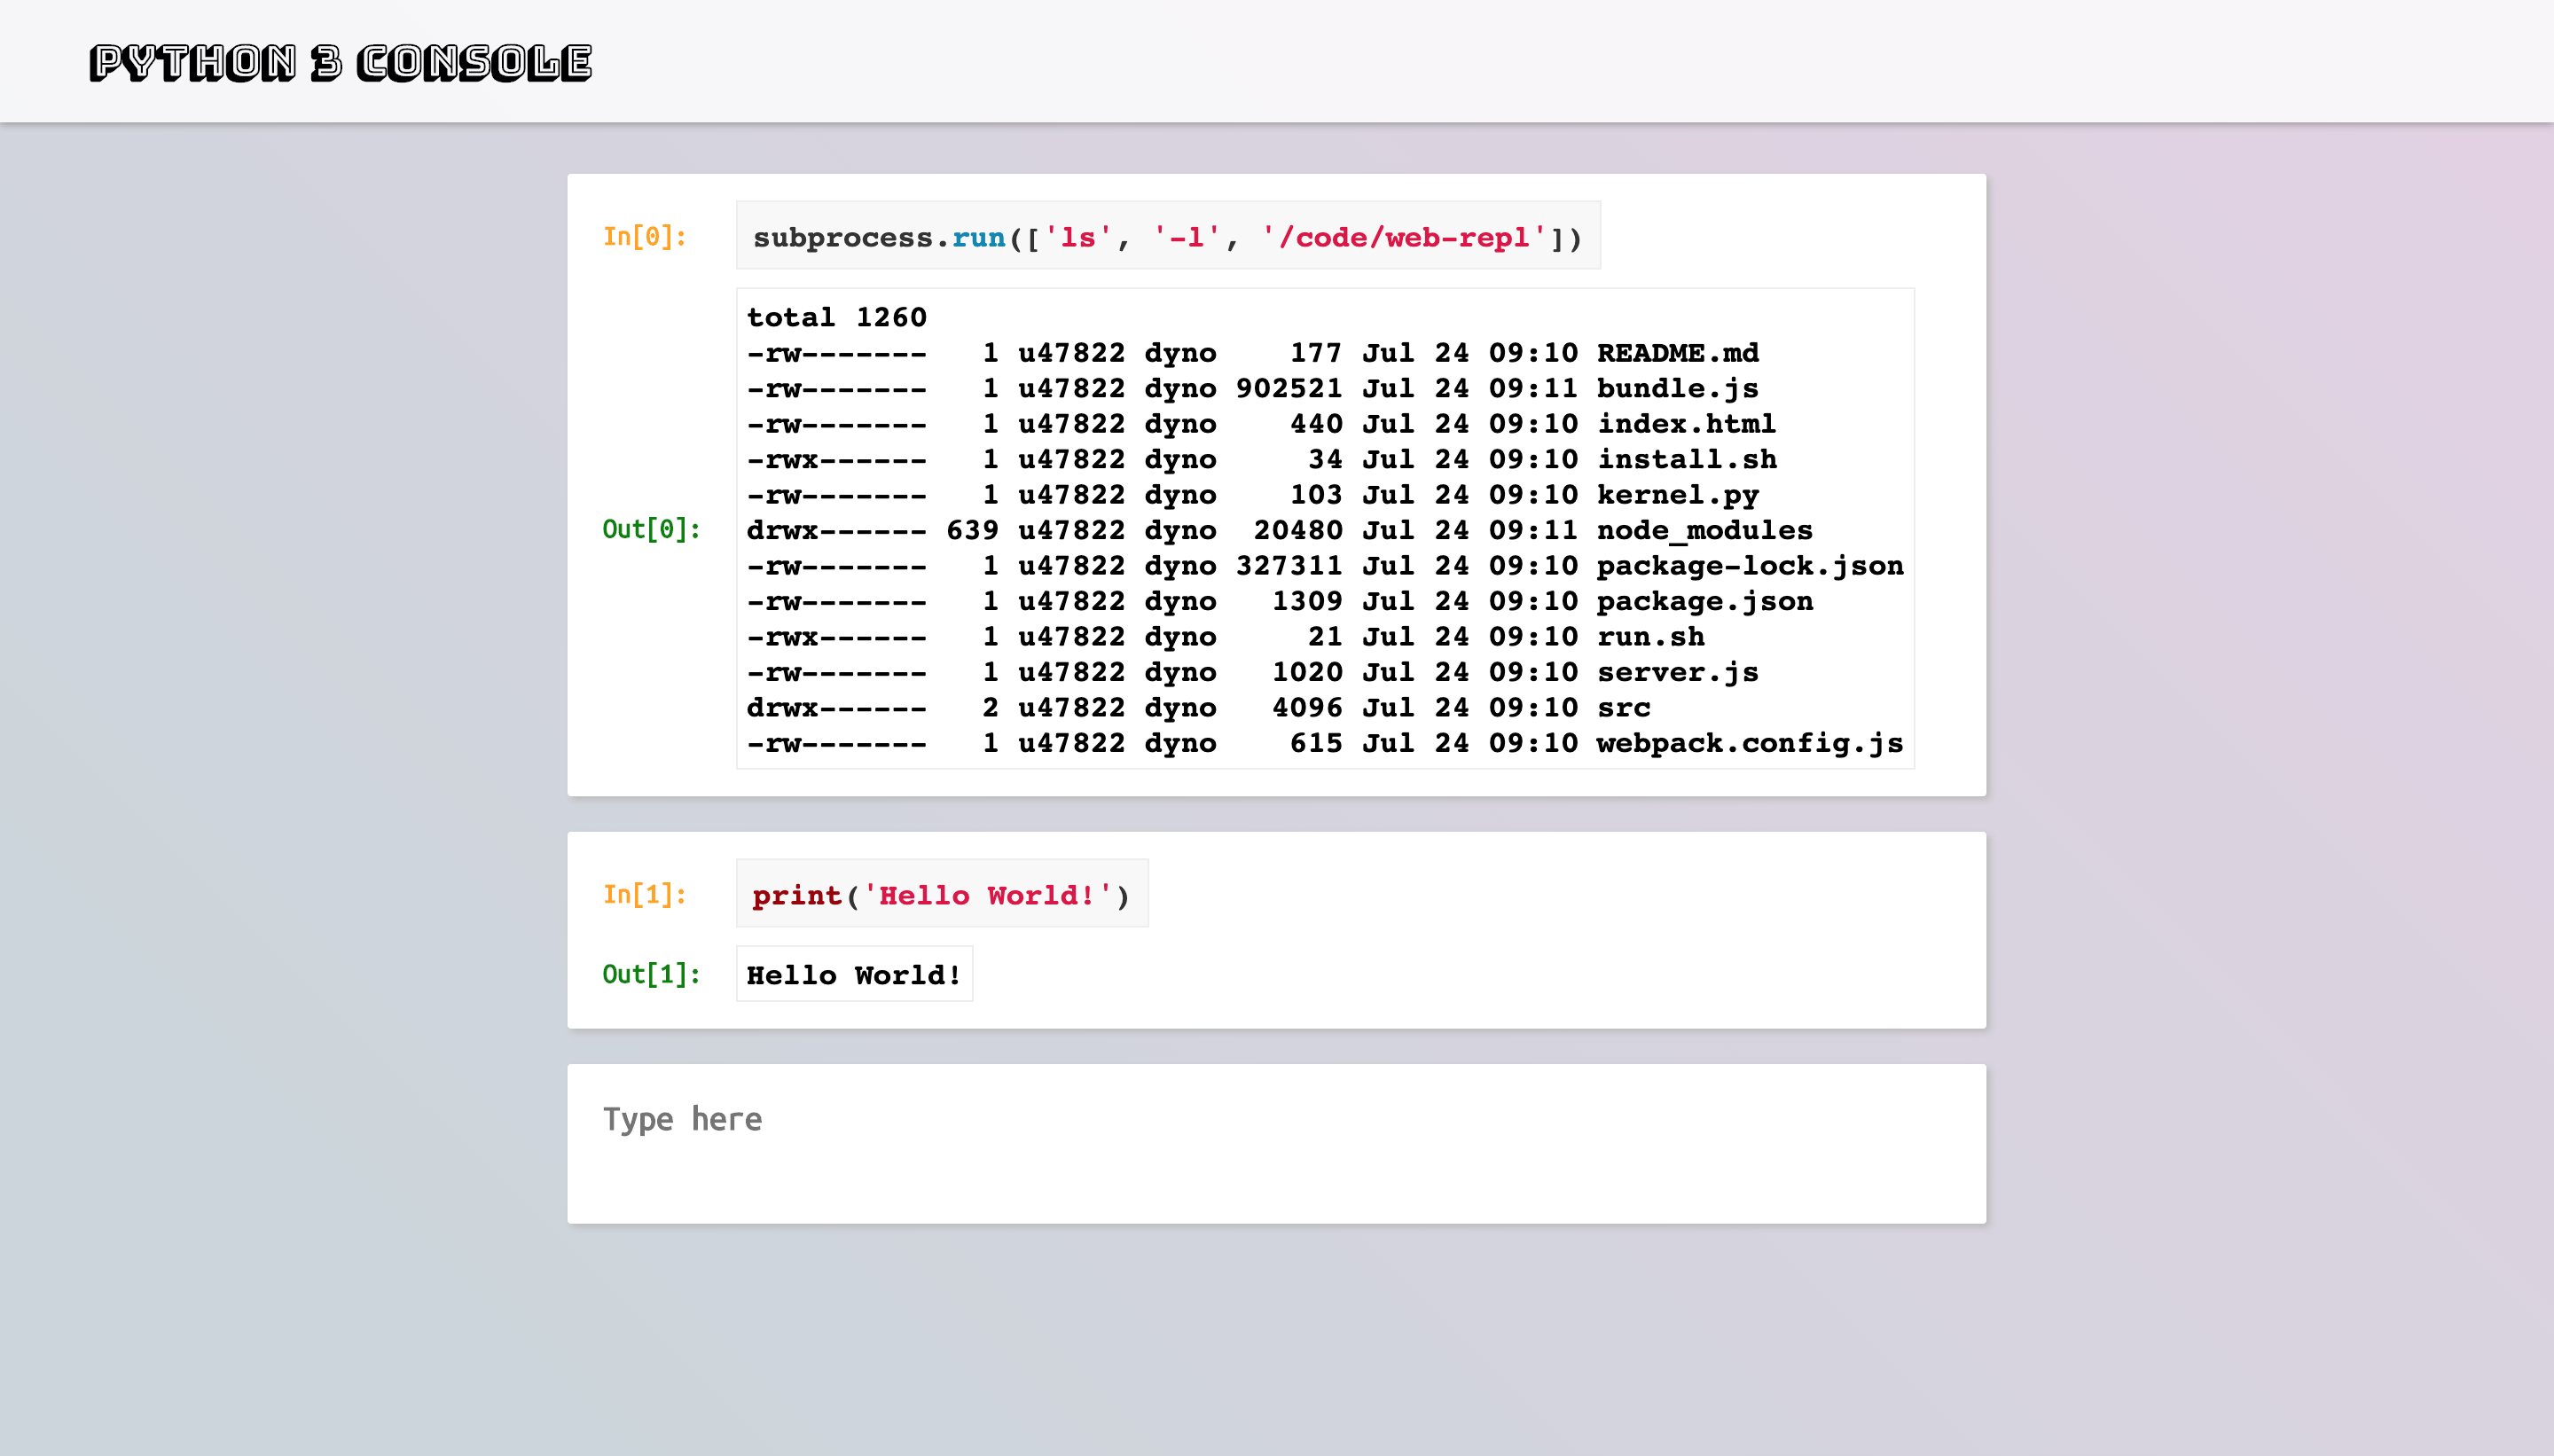 PYTHON 3 CONSOLE
In[0]: subprocess.run(['ls', '-l', '/code/web-repl'])
Out[0]:
total 1260
-rw-------   1 u47822 dyno    177 Jul 24 09:10 README.md
-rw-------   1 u47822 dyno 902521 Jul 24 09:11 bundle.js
-rw-------   1 u47822 dyno    440 Jul 24 09:10 index.html
-rwx------   1 u47822 dyno     34 Jul 24 09:10 install.sh
-rw-------   1 u47822 dyno    103 Jul 24 09:10 kernel.py
drwx------ 639 u47822 dyno  20480 Jul 24 09:11 node_modules
-rw-------   1 u47822 dyno 327311 Jul 24 09:10 package-lock.json
-rw-------   1 u47822 dyno   1309 Jul 24 09:10 package.json
-rwx------   1 u47822 dyno     21 Jul 24 09:10 run.sh
-rw-------   1 u47822 dyno   1020 Jul 24 09:10 server.js
drwx------   2 u47822 dyno   4096 Jul 24 09:10 src
-rw-------   1 u47822 dyno    615 Jul 24 09:10 webpack.config.js
In[1]: print('Hello World!')
Out[1]: Hello World!
Type here